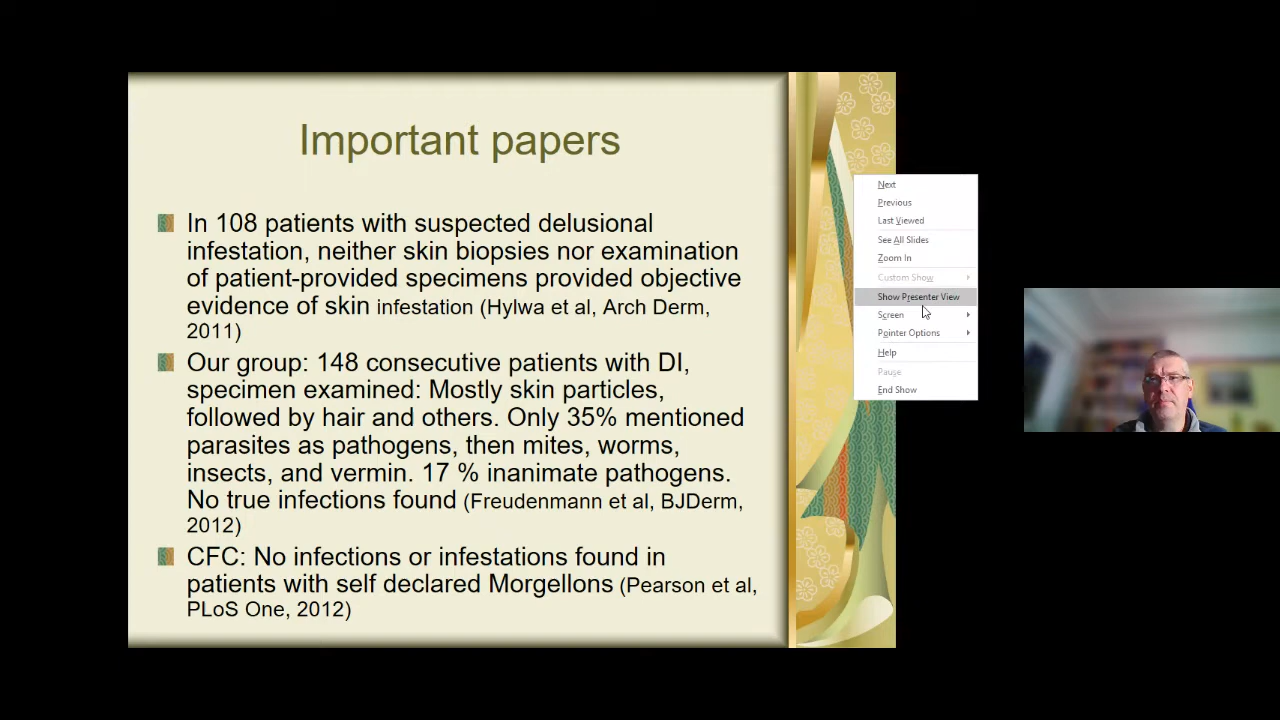 Important papers
In 108 patients with suspected delusional
infestation, neither skin biopsies nor examination
of patient-provided specimens provided objective
evidence of skin infestation (Hylwa et al, Arch Derm,
2011)
Our group: 148 consecutive patients with DI,
specimen examined: Mostly skin particles,
followed by hair and others. Only 35% mentioned
parasites as pathogens, then mites, worms,
insects, and vermin. 17 % inanimate pathogens.
No true infections found (Freudenmann et al, BJDerm,
2012)
CFC: No infections or infestations found in
patients with self declared Morgellons (Pearson et al,
PLoS One, 2012)
Next
Previous
Last Viewed
See All Slides
Zoom In
Custom Show
Show Presenter View
Screen
Pointer Options
Help
Pause
End Show